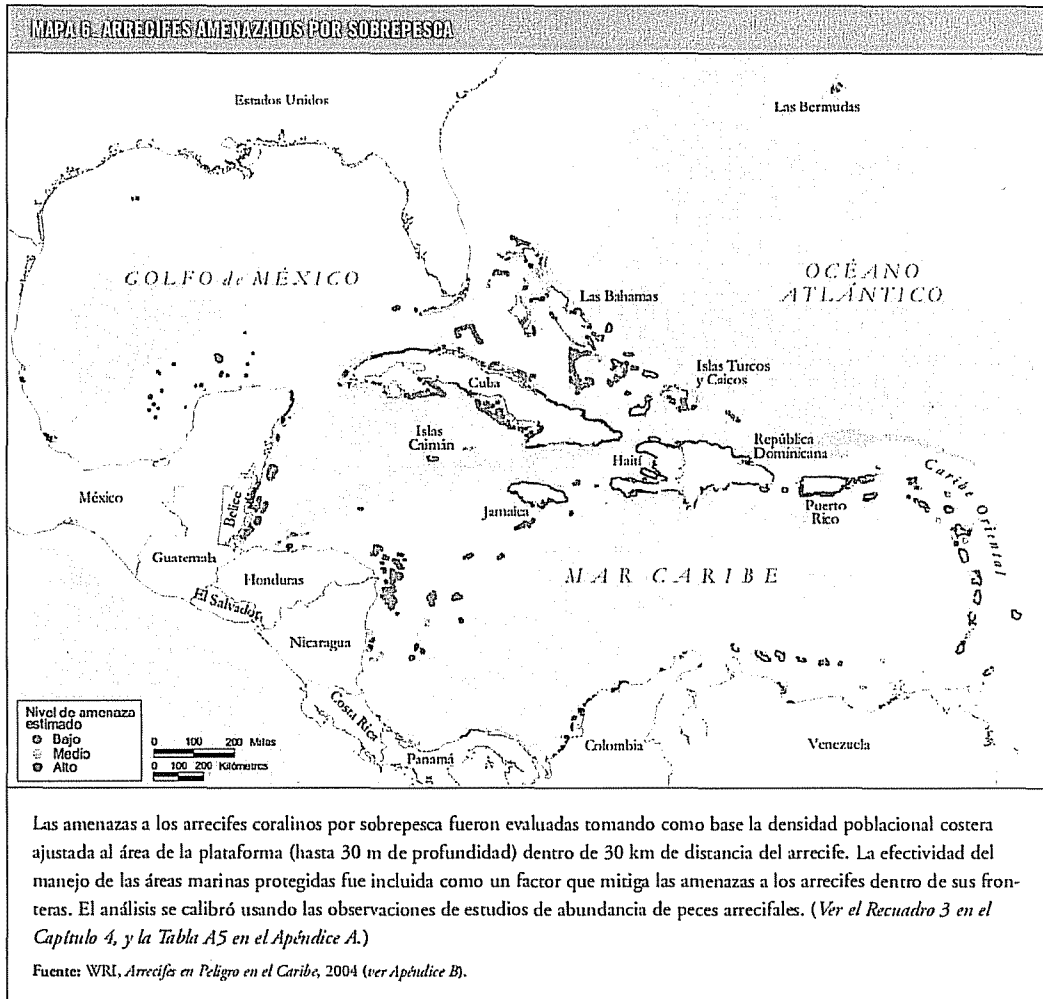 MAPA 6. ARRECIFES AMENAZADOS POR SOBREPESCA
Estados Unidos
Las Bermudas
GOLFO de MÉXICO
OCÉANO
ATLÁNTICO
Las Bahamas
Islas Turcos
y Caicos
Cuba
Islas
Caimán
República
Dominicana
Haití
Caribe Oriental
México
Belice
Jamaica
Puerto
Rico
Guatemala
Honduras
MAR CARIBE
El Salvador
Nicaragua
Costa Rica
Panamá
Colombia
Venezuela
Nivel de amenaza
estimado
Bajo
Medio
Alto
0 100 200 Millas
0 100 200 Kilómetros
Las amenazas a los arrecifes coralinos por sobrepesca fueron evaluadas tomando como base la densidad poblacional costera
ajustada al área de la plataforma (hasta 30 m de profundidad) dentro de 30 km de distancia del arrecife. La efectividad del
manejo de las áreas marinas protegidas fue incluida como un factor que mitiga las amenazas a los arrecifes dentro de sus fron-
teras. El análisis se calibró usando las observaciones de estudios de abundancia de peces arrecifales. (Ver el Recuadro 3 en el
Capítulo 4, y la Tabla A5 en el Apéndice A.)
Fuente: WRI, Arrecifes en Peligro en el Caribe, 2004 (ver Apéndice B).